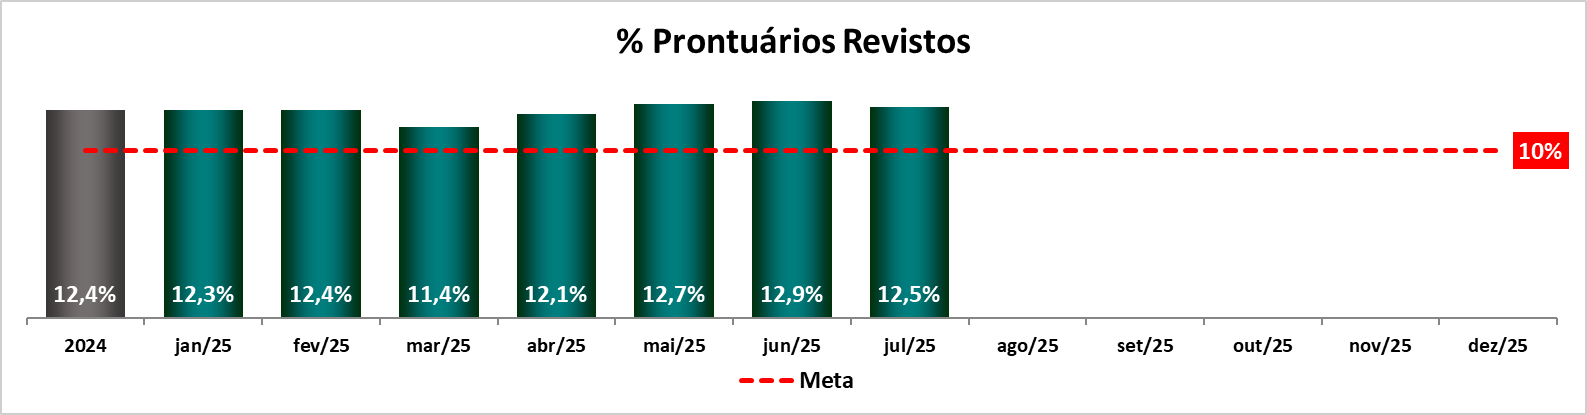 % Prontuários Revistos
10%
12,4% 12,3% 12,4% 11,4% 12,1% 12,7% 12,9% 12,5%
2024 jan/25 fev/25 mar/25 abr/25 mai/25 jun/25 jul/25 ago/25 set/25 out/25 nov/25 dez/25
Meta